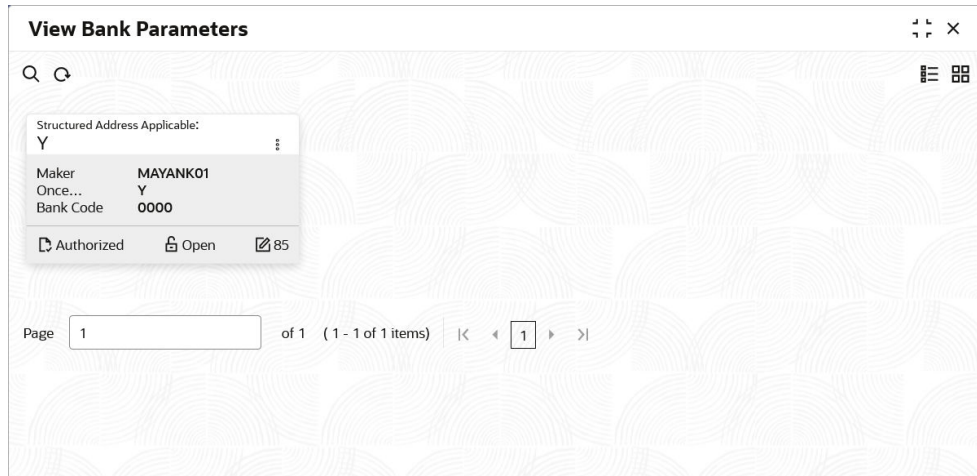 View Bank Parameters
Structured Address Applicable:
Y
Maker MAYANK01
Once... Y
Bank Code 0000
Authorized Open 85
Page 1 of 1 ( 1 - 1 of 1 items) 1